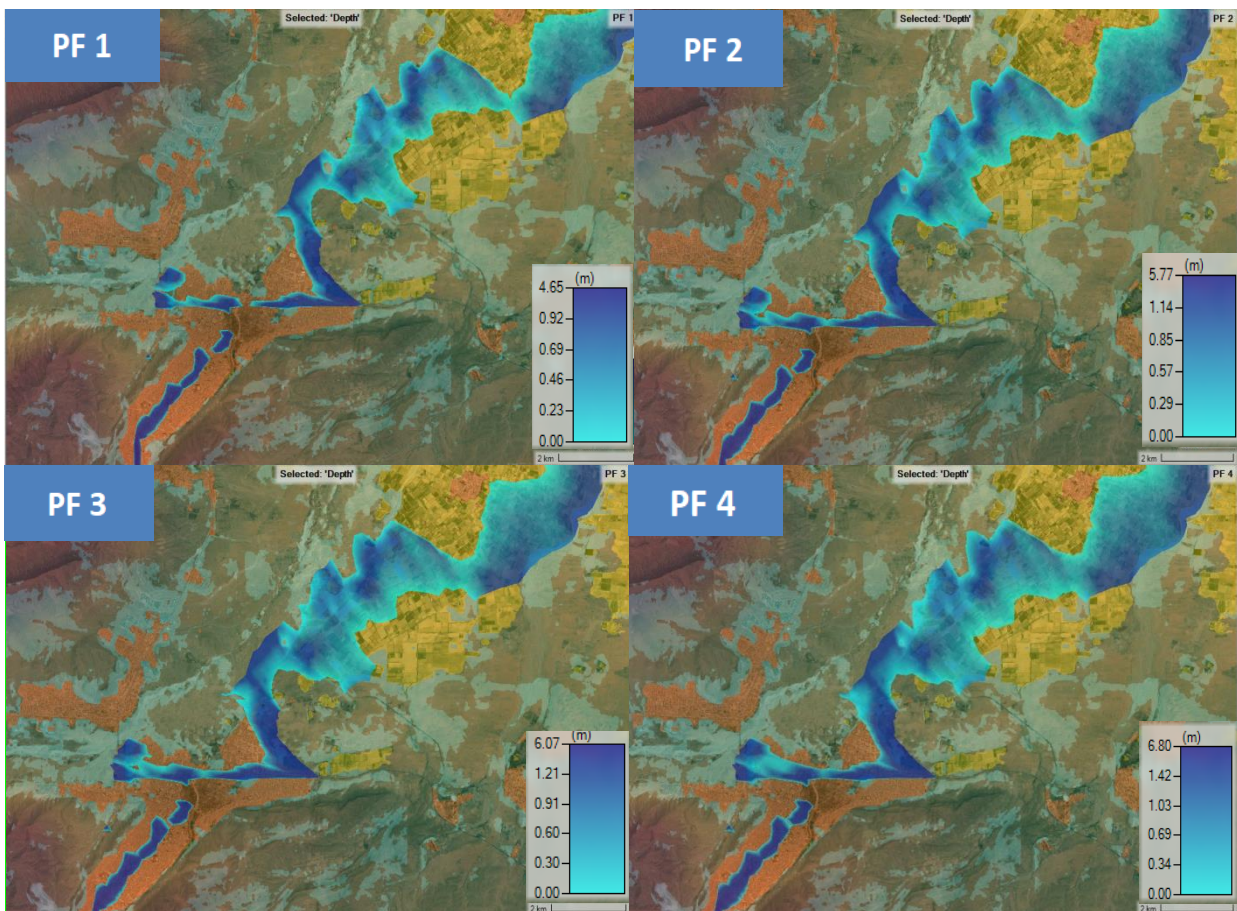 PF 1
Selected: 'Depth'
PF 1
(m)
4.65
0.92
0.69
0.46
0.23
0.00
2 km
PF 2
Selected: 'Depth'
PF 2
(m)
5.77
1.14
0.85
0.57
0.29
0.00
2 km
PF 3
Selected: 'Depth'
PF 3
(m)
6.07
1.21
0.91
0.60
0.30
0.00
2 km
PF 4
Selected: 'Depth'
PF 4
(m)
6.80
1.42
1.03
0.69
0.34
0.00
2 km